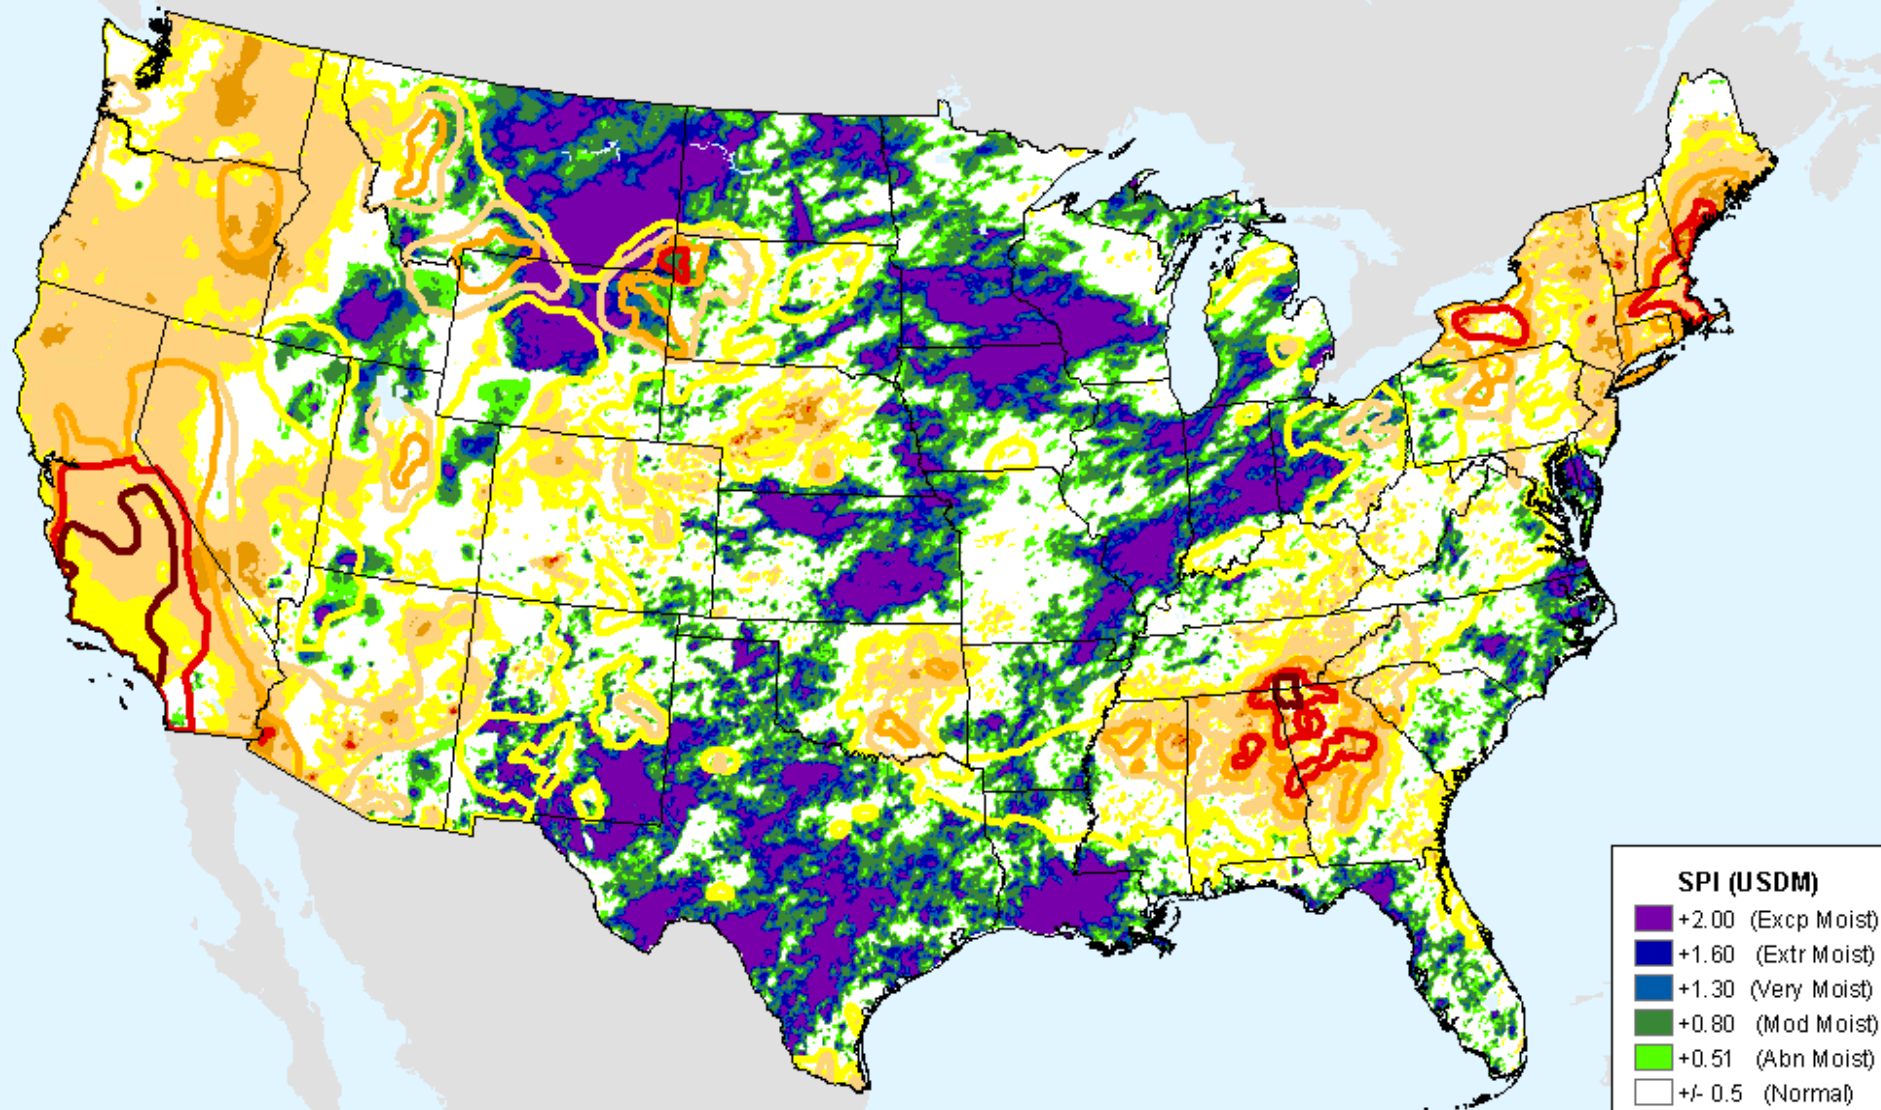 SPI (USDM)
+2.00 (Excp Moist)
+1.60 (Extr Moist)
+1.30 (Very Moist)
+0.80 (Mod Moist)
+0.51 (Abn Moist)
+/- 0.5 (Normal)